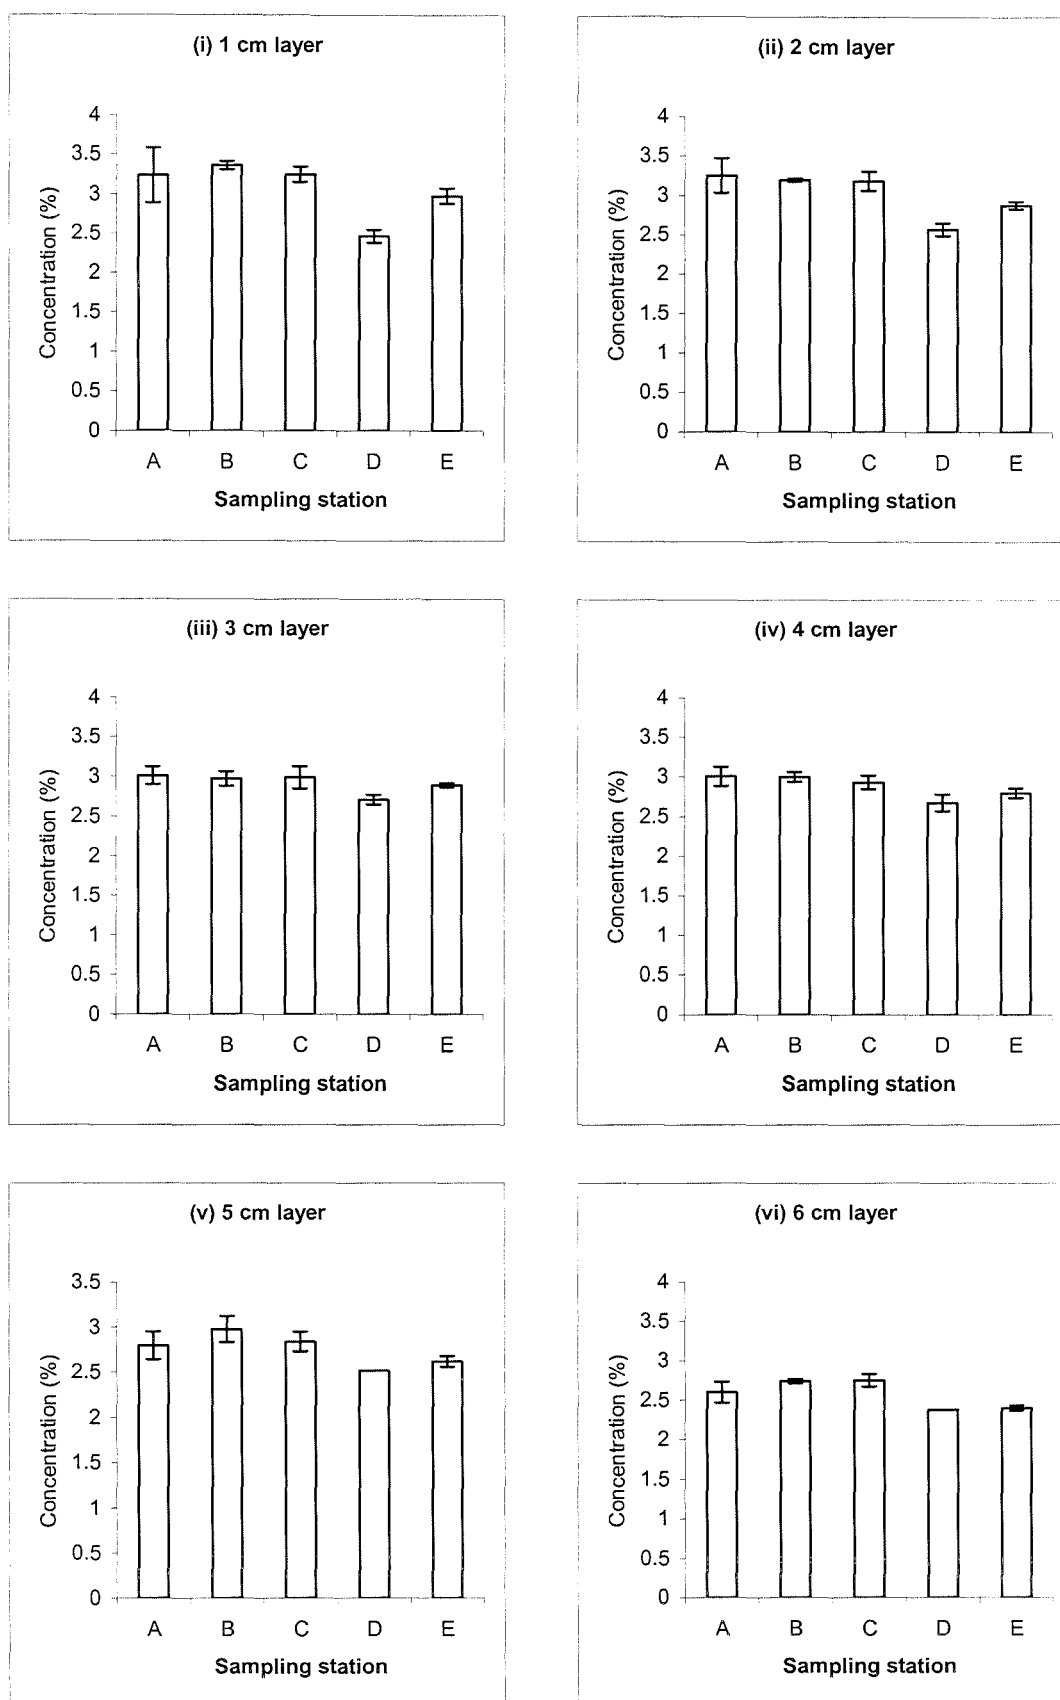 (i) 1 cm layer
4
3.5
3
2.5
2
1.5
1
0.5
0
Concentration (%)
A B C D E
Sampling station
(ii) 2 cm layer
4
3.5
3
2.5
2
1.5
1
0.5
0
Concentration (%)
A B C D E
Sampling station
(iii) 3 cm layer
4
3.5
3
2.5
2
1.5
1
0.5
0
Concentration (%)
A B C D E
Sampling station
(iv) 4 cm layer
4
3.5
3
2.5
2
1.5
1
0.5
0
Concentration (%)
A B C D E
Sampling station
(v) 5 cm layer
3.5
3
2.5
2
1.5
1
0.5
0
Concentration (%)
A B C D E
Sampling station
(vi) 6 cm layer
4
3.5
3
2.5
2
1.5
1
0.5
0
Concentration (%)
A B C D E
Sampling station